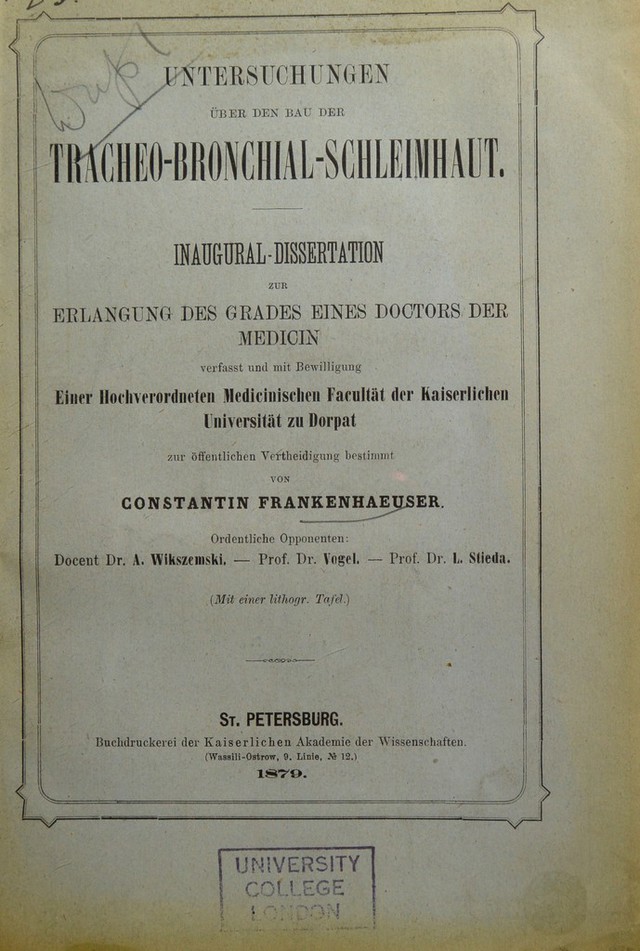 UNTERSUCHUNGEN
ÜBER DEN BAU DER
TRACHEO-BRONCHIAL-SCHLEIMHAUT.
INAUGURAL-DISSERTATION
ZUR
ERLANGUNG DES GRADES EINES DOCTORS DER
MEDICIN
verfasst und mit Bewilligung
Einer Hochverordneten Medicinischen Facultät der Kaiserlichen
Universität zu Dorpat
zur öffentlichen Vertheidigung bestimmt
VON
CONSTANTIN FRANKENHAEUSER.
Ordentliche Opponenten:
Docent Dr. A. Wikszemski. — Prof. Dr. Vogel. — Prof. Dr. L. Stieda.
(Mit einer lithogr. Tafel.)
ST. PETERSBURG.
Buchdruckerei der Kaiserlichen Akademie der Wissenschaften.
(Wassili-Ostrow, 9. Linie, № 12.)
1879.
UNIVERSITY
COLLEGE
LONDON